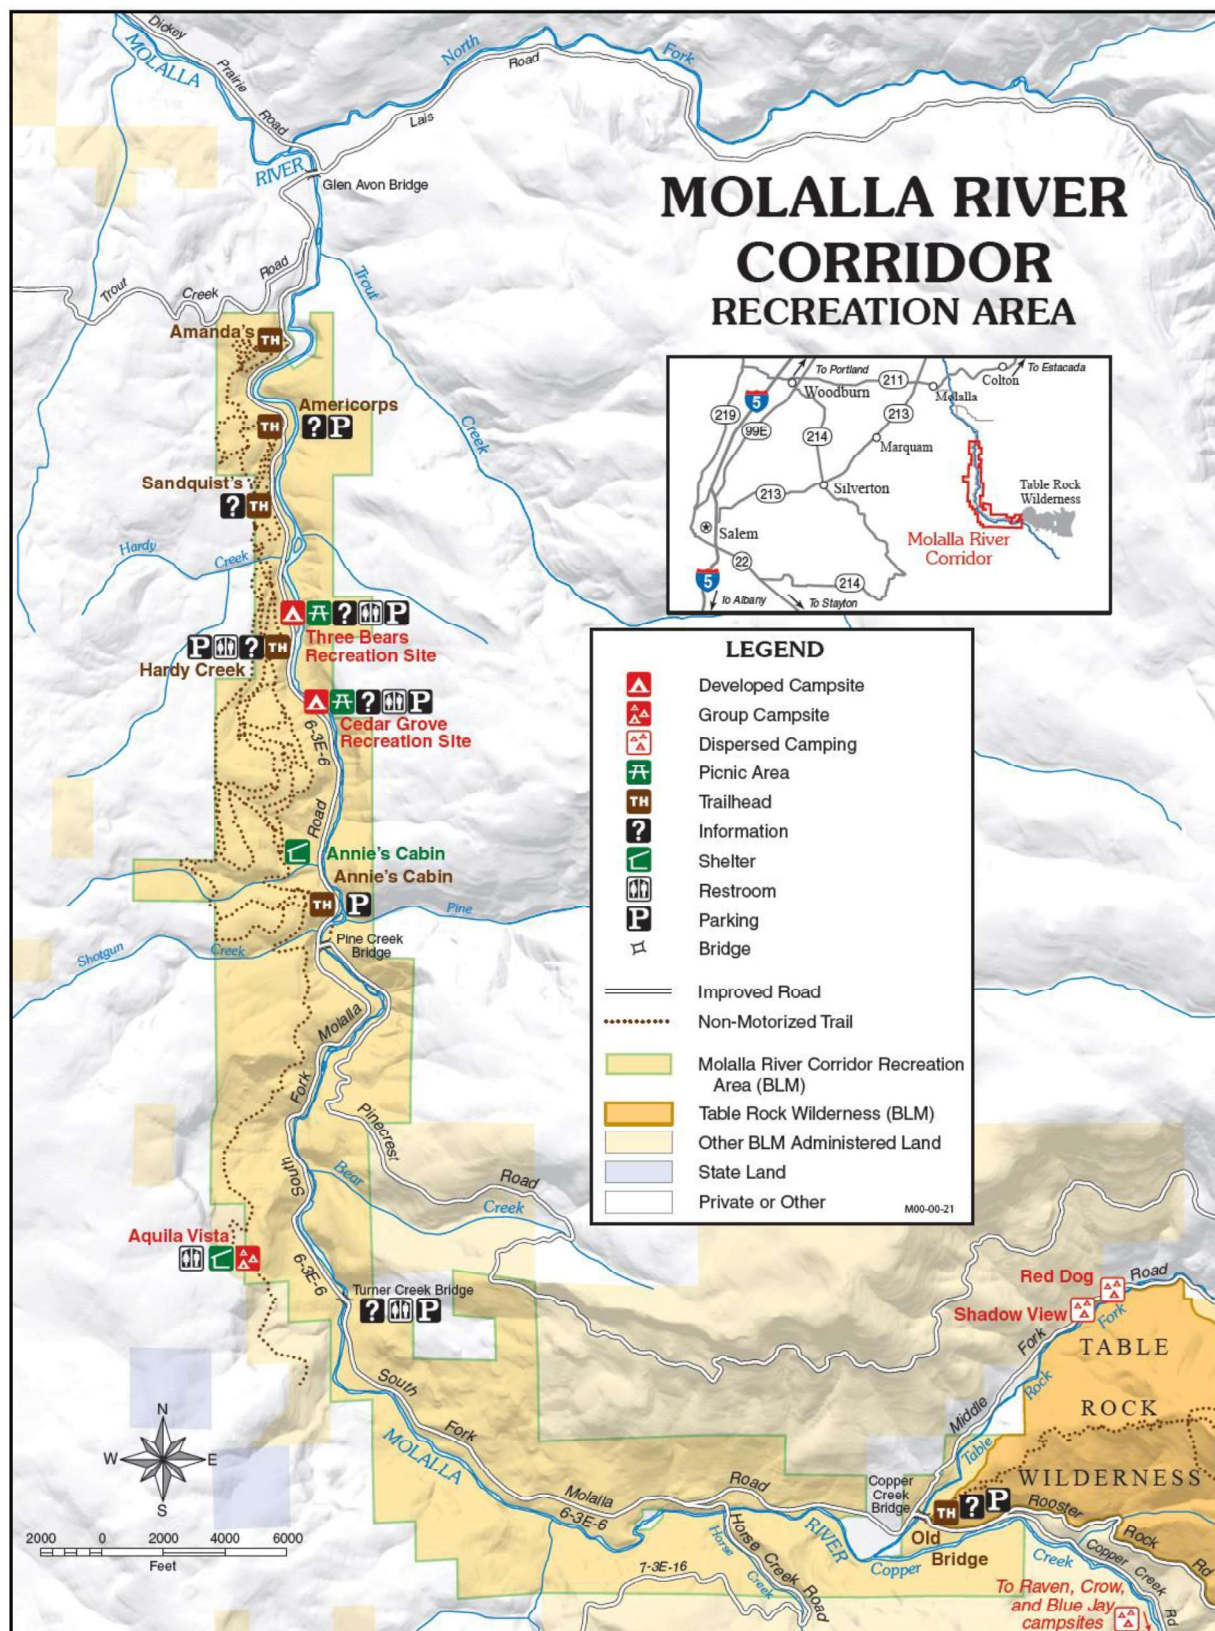 Dickey
Prairie
Road
MOLALLA
RIVER
North
Fork
Lais
Road
Glen Avon Bridge
MOLALLA RIVER
CORRIDOR
RECREATION AREA
Trout
Creek
Road
Trout
Creek
Amanda's
TH
Americorps
TH
? P
Sandquist's
? TH
Hardy
Creek
? P
Three Bears
Recreation Site
P ? TH
Hardy Creek
? P
Cedar Grove
Recreation Site
6-3E-6
Road
Annie's Cabin
Annie's Cabin
TH P
Pine
Pine Creek
Bridge
Shotgun
Creek
Molalla
Fork
South
6-3E-6
Pinecrest
Road
Bear
Creek
Aquila Vista
Turner Creek Bridge
? P
South
Fork
MOLALLA
Molalla
6-3E-6
Road
RIVER
Horse Creek Road
Horse
Creek
7-3E-16
Copper
Creek
Bridge
TH ? P
Old
Bridge
Copper
Creek
Rooster
Rock
Rd
Copper Creek
Rd
To Raven, Crow,
and Blue Jay
campsites
Middle
Fork
Road
Table
Rock
Fork
Red Dog
Shadow View
TABLE
ROCK
WILDERNESS
N
W E
S
2000 0 2000 4000 6000
Feet
To Portland
Woodburn
211
Molalla
Colton
To Estacada
5
219
99E
214
213
Marquam
213
Silverton
Salem
22
214
5
To Albany
To Stayton
Table Rock
Wilderness
Molalla River
Corridor
LEGEND
Developed Campsite
Group Campsite
Dispersed Camping
Picnic Area
TH Trailhead
? Information
Shelter
Restroom
P Parking
Bridge
Improved Road
Non-Motorized Trail
Molalla River Corridor Recreation
Area (BLM)
Table Rock Wilderness (BLM)
Other BLM Administered Land
State Land
Private or Other
M00-00-21